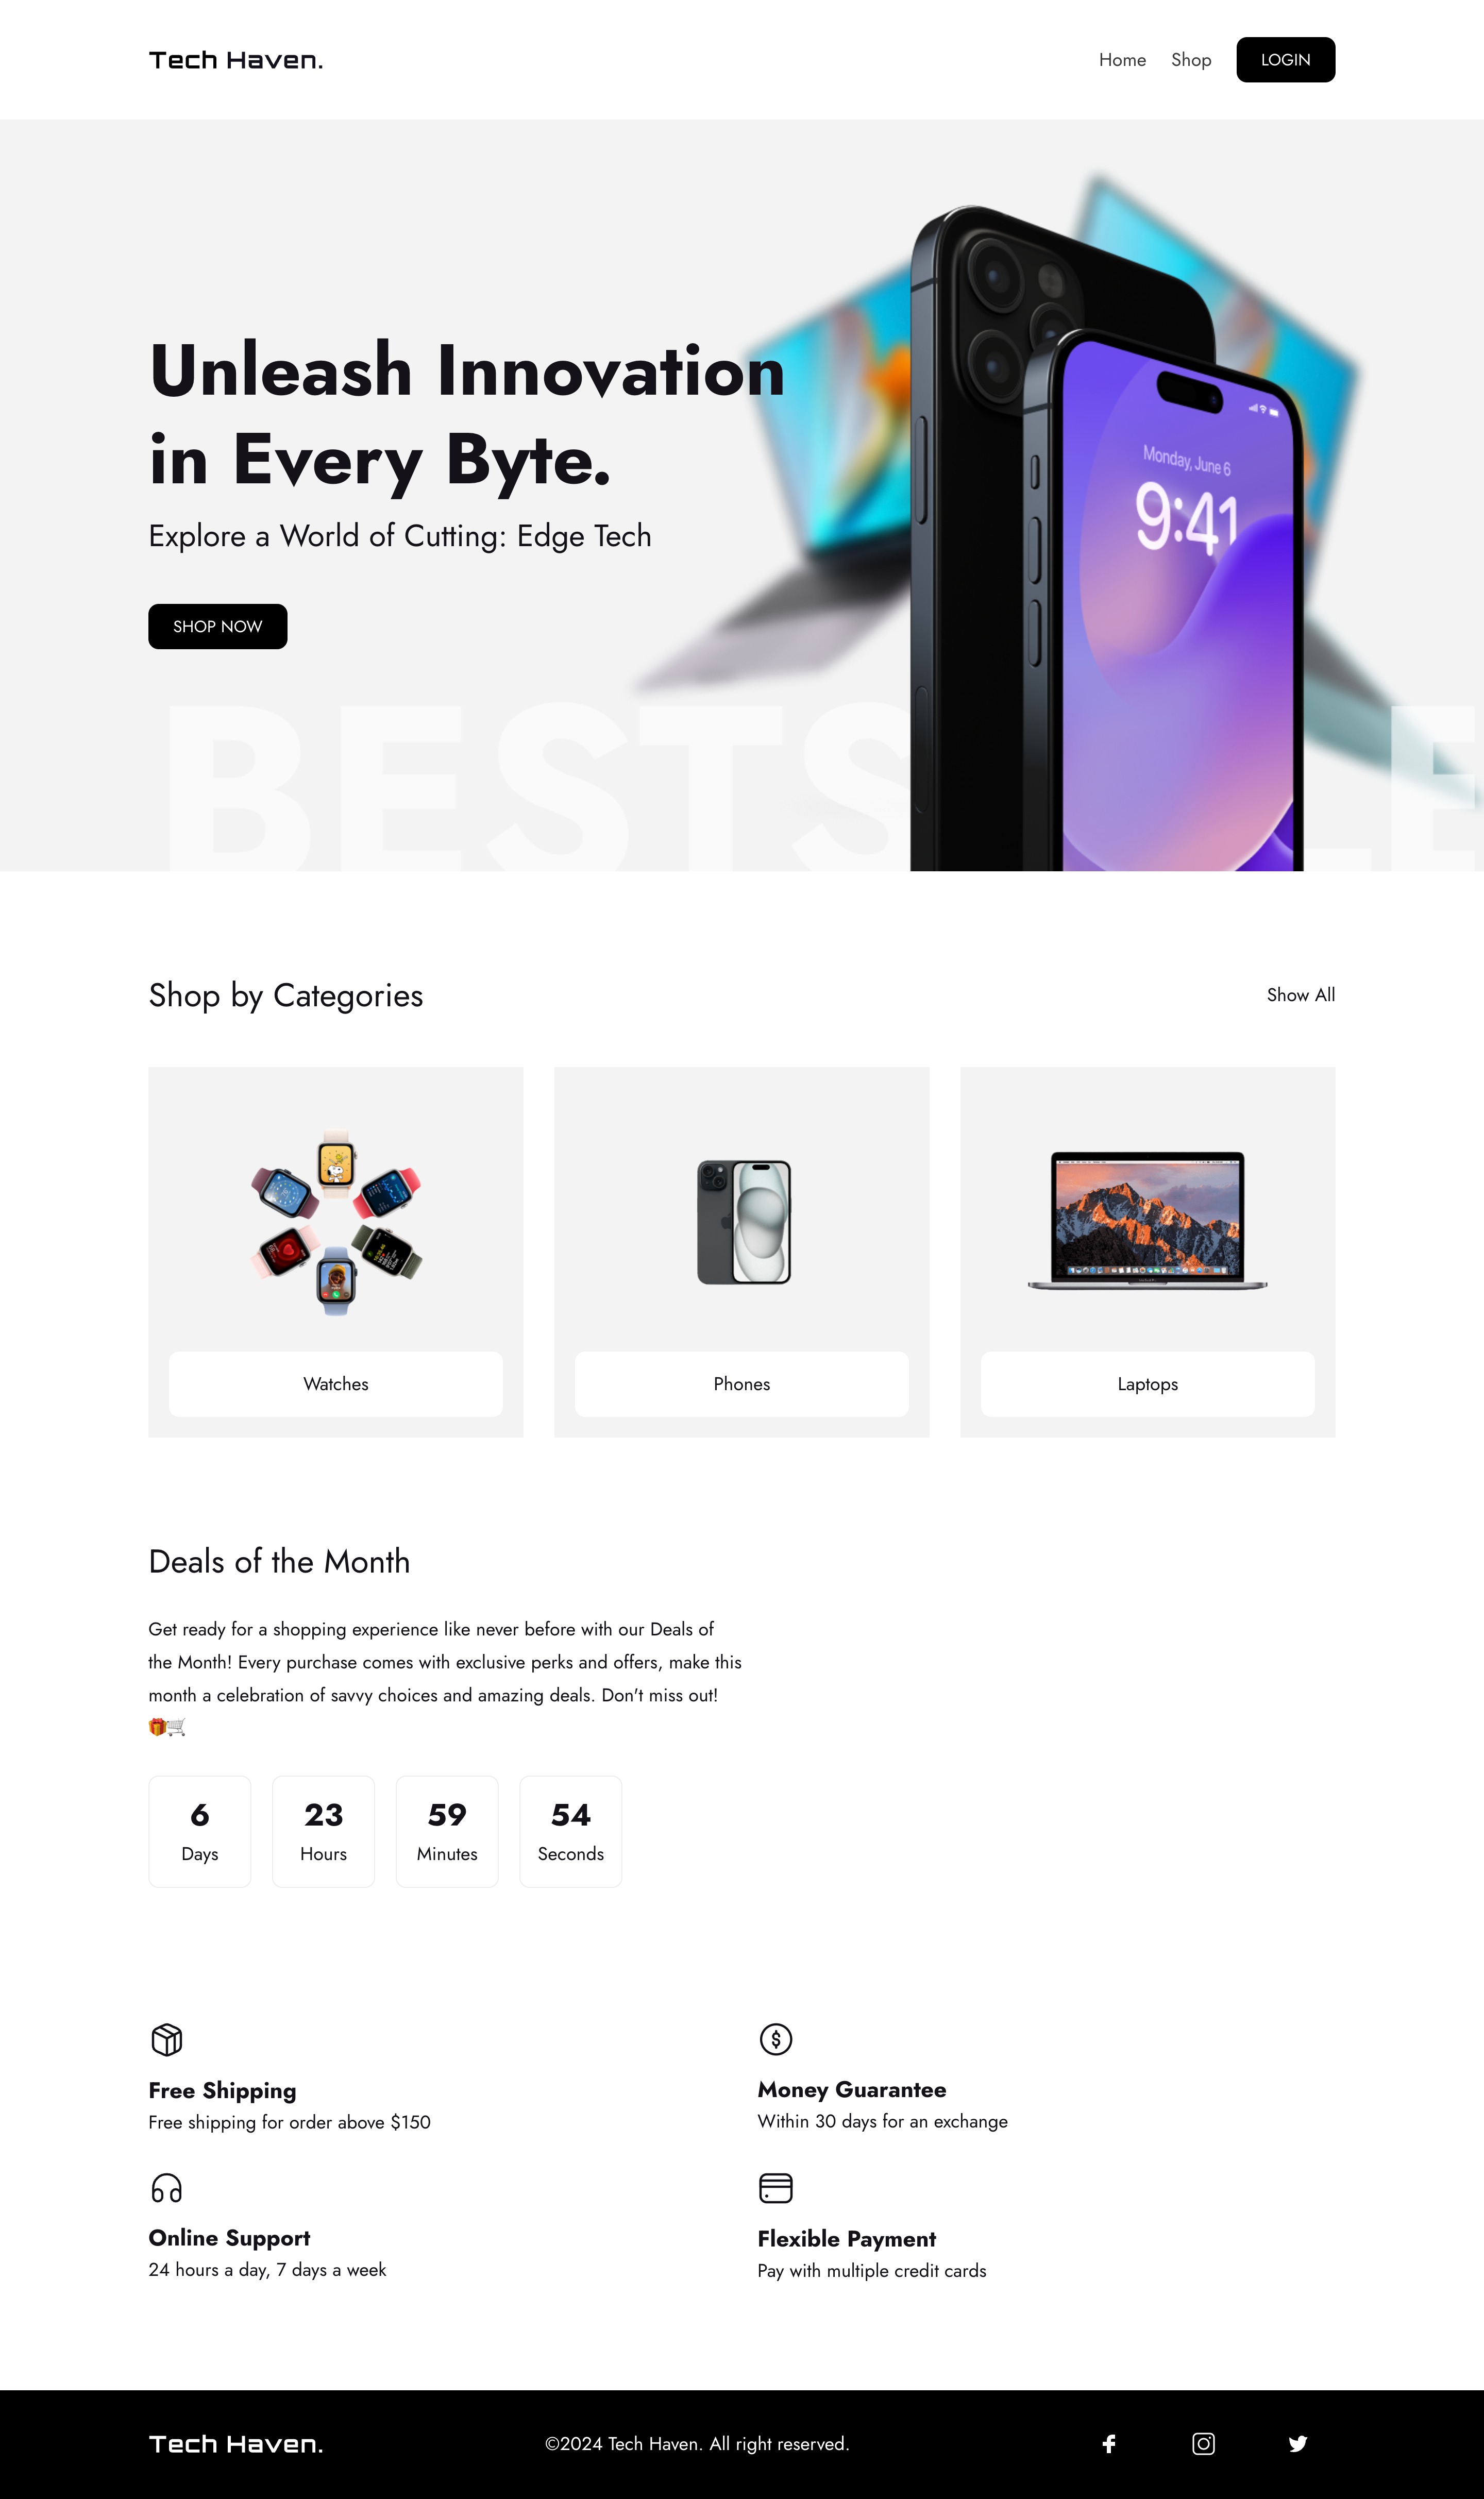 Tech Haven.
Home Shop LOGIN
Unleash Innovation
in Every Byte.
Explore a World of Cutting: Edge Tech
SHOP NOW
Monday, June 6
9:41
BESTS LE
Shop by Categories
Show All
Watches
Phones
Laptops
Deals of the Month
Get ready for a shopping experience like never before with our Deals of
the Month! Every purchase comes with exclusive perks and offers, make this
month a celebration of savvy choices and amazing deals. Don't miss out!
🎁🛒
6 23 59 54
Days Hours Minutes Seconds
Free Shipping
Free shipping for order above $150
Money Guarantee
Within 30 days for an exchange
Online Support
24 hours a day, 7 days a week
Flexible Payment
Pay with multiple credit cards
Tech Haven.
©2024 Tech Haven. All right reserved.